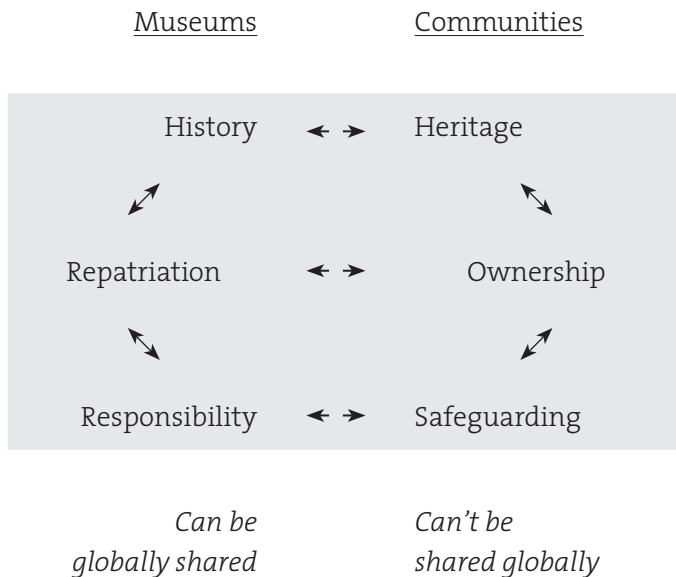 Museums Communities
History Heritage
Repatriation Ownership
Responsibility Safeguarding
Can be Can't be
globally shared shared globally